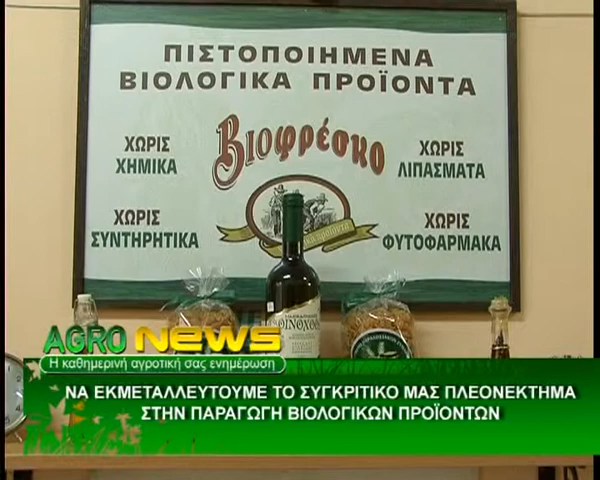 ΠΙΣΤΟΠΟΙΗΜΕΝΑ
ΒΙΟΛΟΓΙΚΑ ΠΡΟΪΟΝΤΑ
ΧΩΡΙΣ
ΧΗΜΙΚΑ
Βιοφρέσκο
ΧΩΡΙΣ
ΛΙΠΑΣΜΑΤΑ
ΧΩΡΙΣ
ΣΥΝΤΗΡΗΤΙΚΑ
ΧΩΡΙΣ
ΦΥΤΟΦΑΡΜΑΚΑ
προϊόντα
AGRO NEWS
Η καθημερινή αγροτική σας ενημέρωση
ΝΑ ΕΚΜΕΤΑΛΛΕΥΤΟΥΜΕ ΤΟ ΣΥΓΚΡΙΤΙΚΟ ΜΑΣ ΠΛΕΟΝΕΚΤΗΜΑ
ΣΤΗΝ ΠΑΡΑΓΩΓΗ ΒΙΟΛΟΓΙΚΩΝ ΠΡΟΪΟΝΤΩΝ